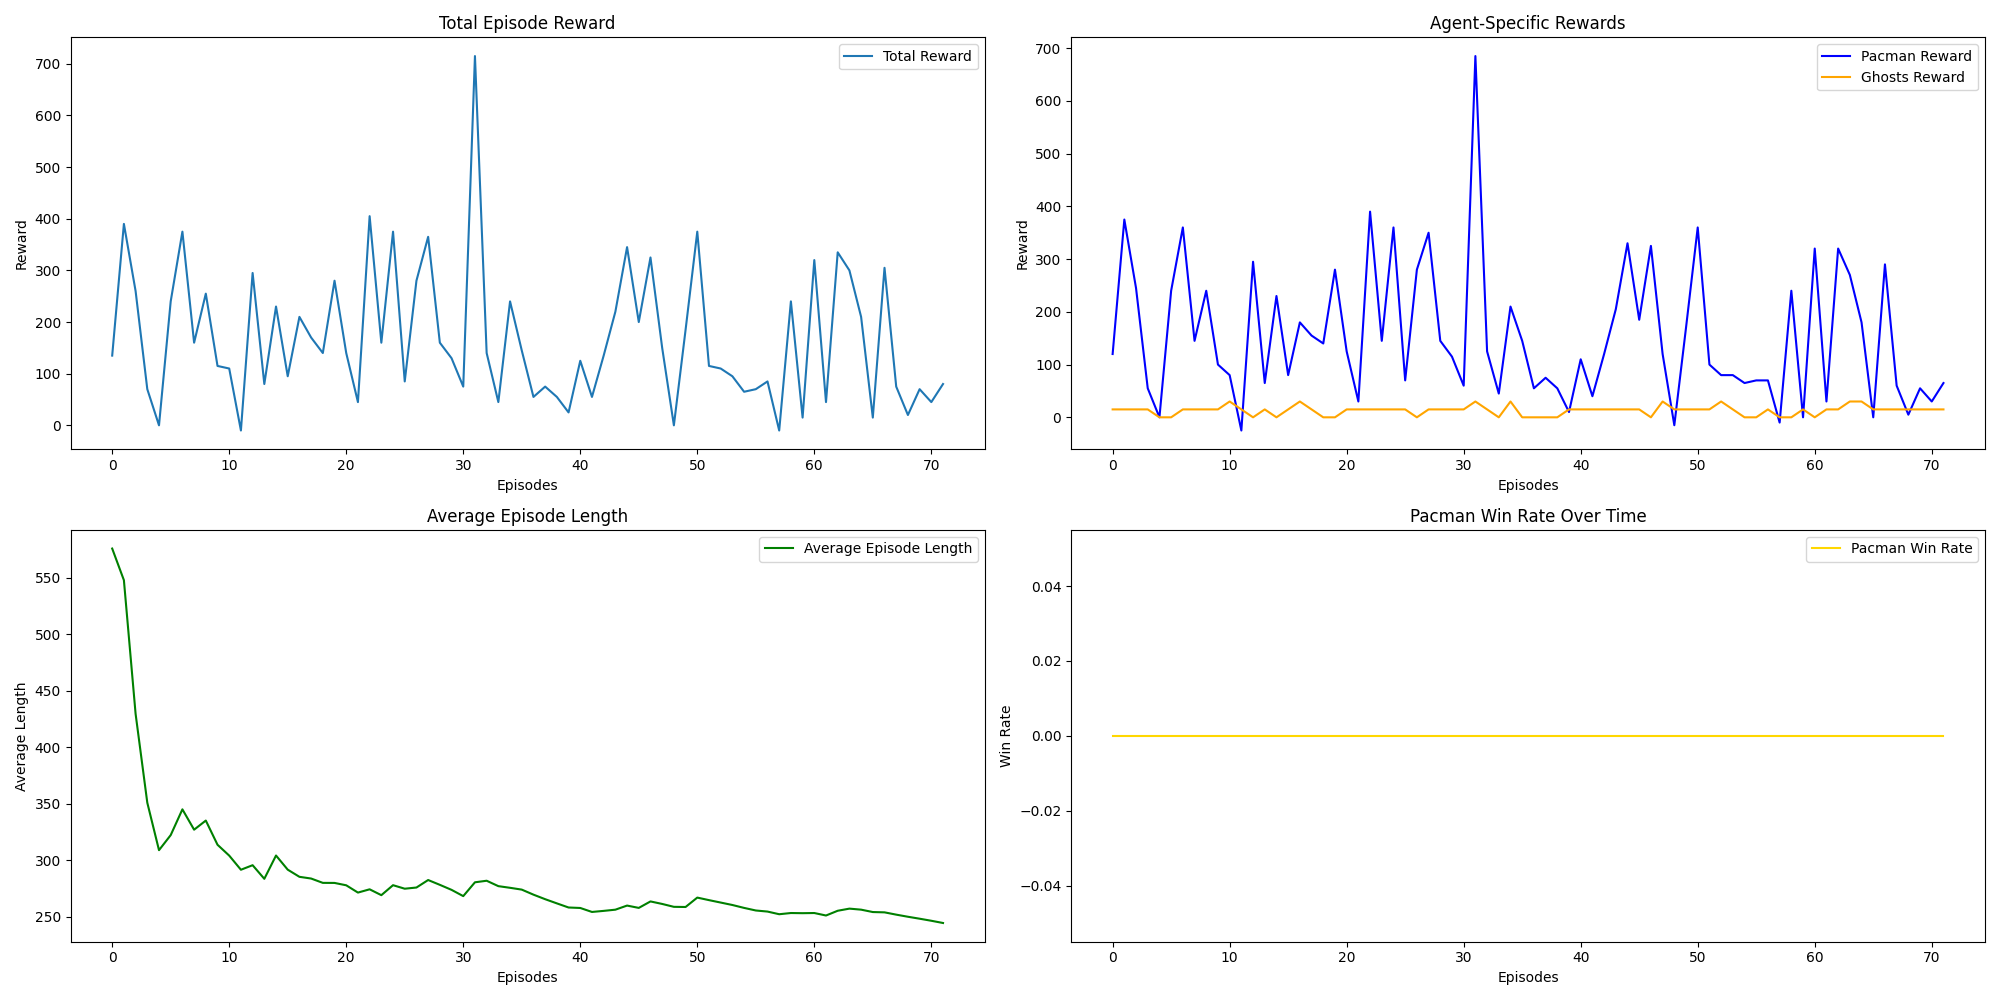 Total Episode Reward
Total Reward
Reward
700
600
500
400
300
200
100
0
0 10 20 30 40 50 60 70
Episodes
Agent-Specific Rewards
Pacman Reward
Ghosts Reward
Reward
700
600
500
400
300
200
100
0
0 10 20 30 40 50 60 70
Episodes
Average Episode Length
Average Episode Length
Average Length
550
500
450
400
350
300
250
0 10 20 30 40 50 60 70
Episodes
Pacman Win Rate Over Time
Pacman Win Rate
Win Rate
0.04
0.02
0.00
−0.02
−0.04
0 10 20 30 40 50 60 70
Episodes